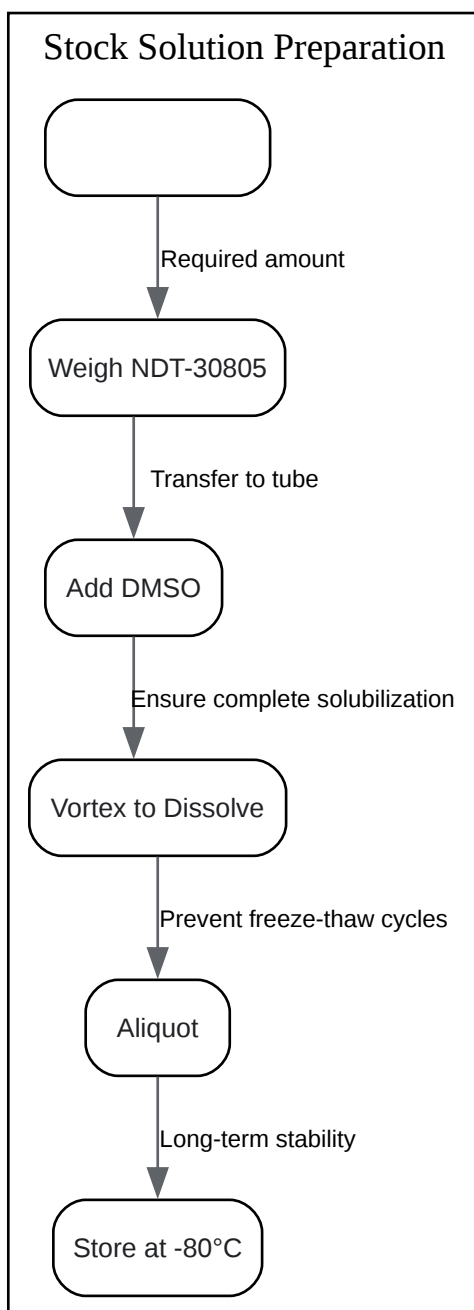 Stock Solution Preparation
Required amount
Weigh NDT-30805
Transfer to tube
Add DMSO
Ensure complete solubilization
Vortex to Dissolve
Prevent freeze-thaw cycles
Aliquot
Long-term stability
Store at -80°C